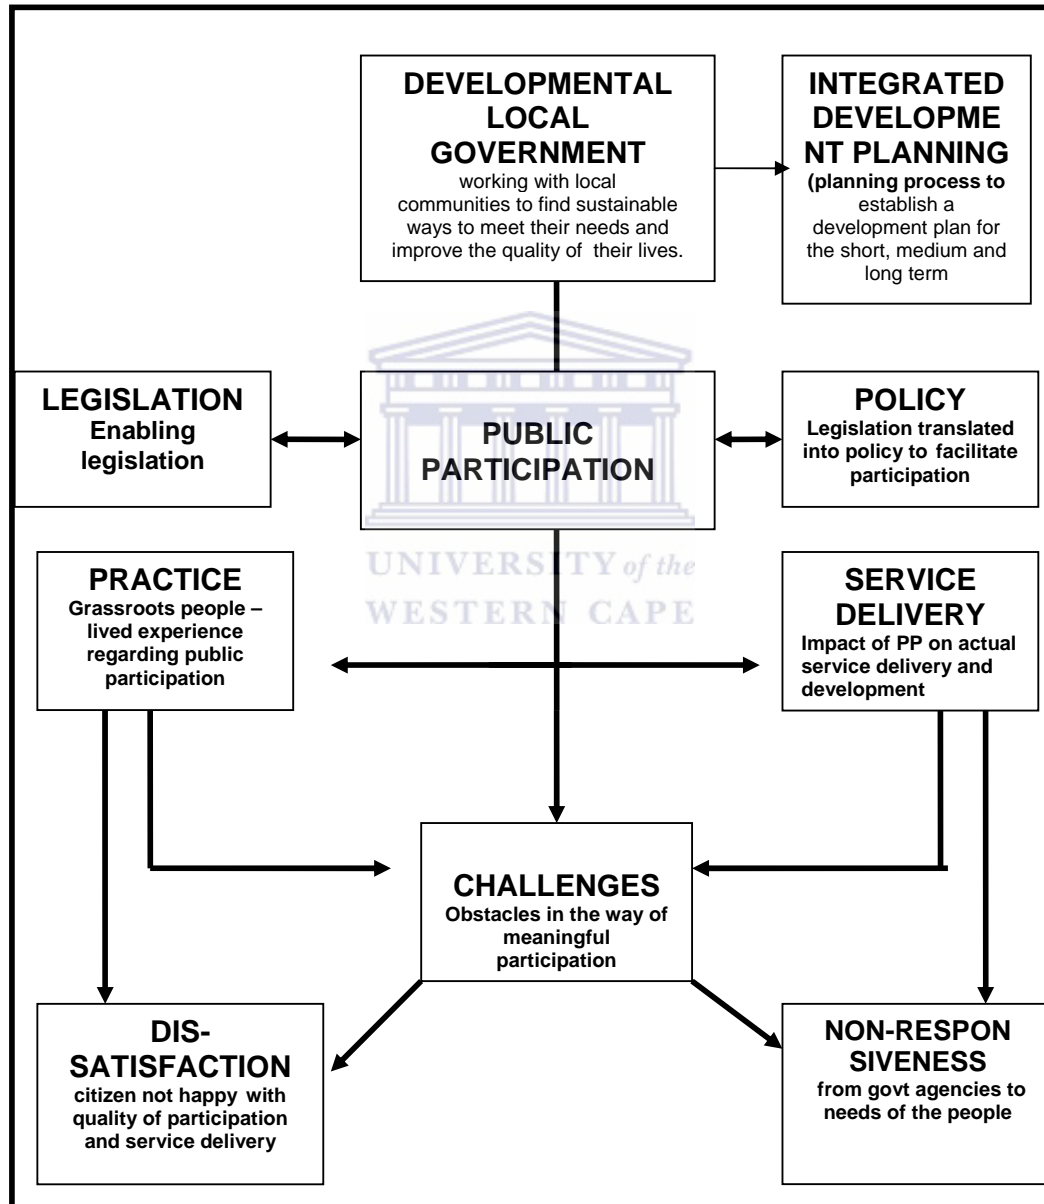 DEVELOPMENTAL
LOCAL
GOVERNMENT
working with local
communities to find sustainable
ways to meet their needs and
improve the quality of their lives.
INTEGRATED
DEVELOPME
NT PLANNING
(planning process to
establish a
development plan for
the short, medium and
long term
LEGISLATION
Enabling
legislation
PUBLIC
PARTICIPATION
POLICY
Legislation translated
into policy to facilitate
participation
UNIVERSITY of the
WESTERN CAPE
PRACTICE
Grassroots people –
lived experience
regarding public
participation
SERVICE
DELIVERY
Impact of PP on actual
service delivery and
development
CHALLENGES
Obstacles in the way of
meaningful
participation
DIS-
SATISFACTION
citizen not happy with
quality of participation
and service delivery
NON-RESPON
SIVENESS
from govt agencies to
needs of the people